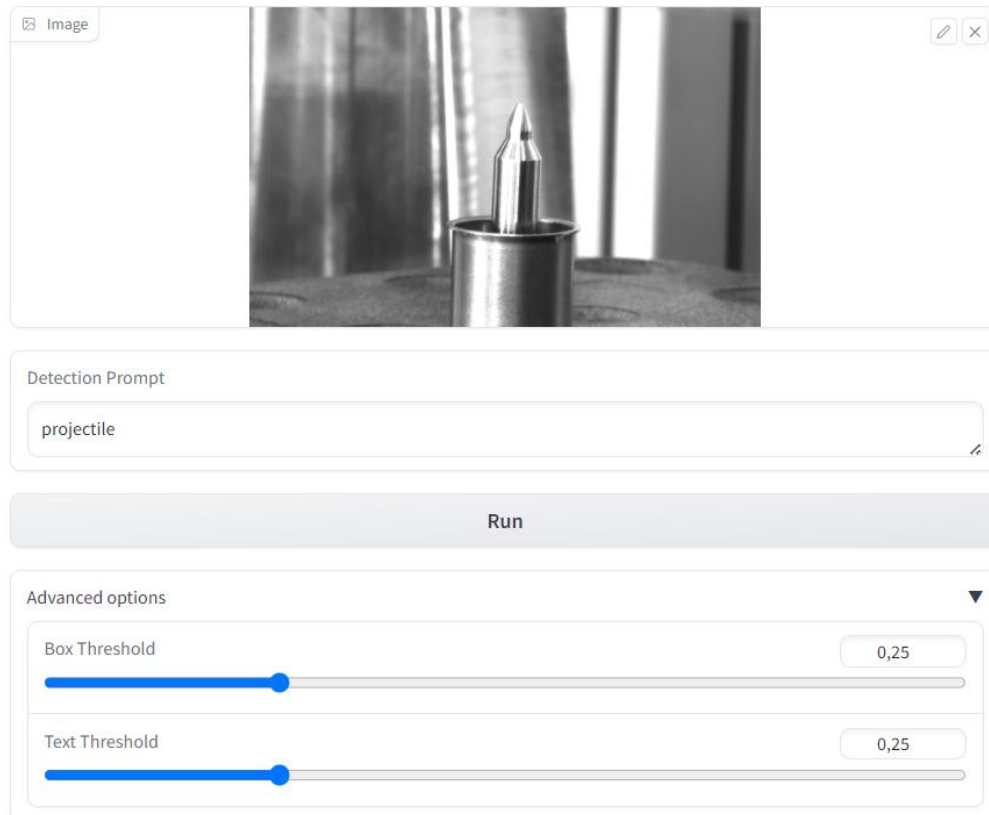 Image
Detection Prompt
projectile
Run
Advanced options
Box Threshold
0,25
Text Threshold
0,25